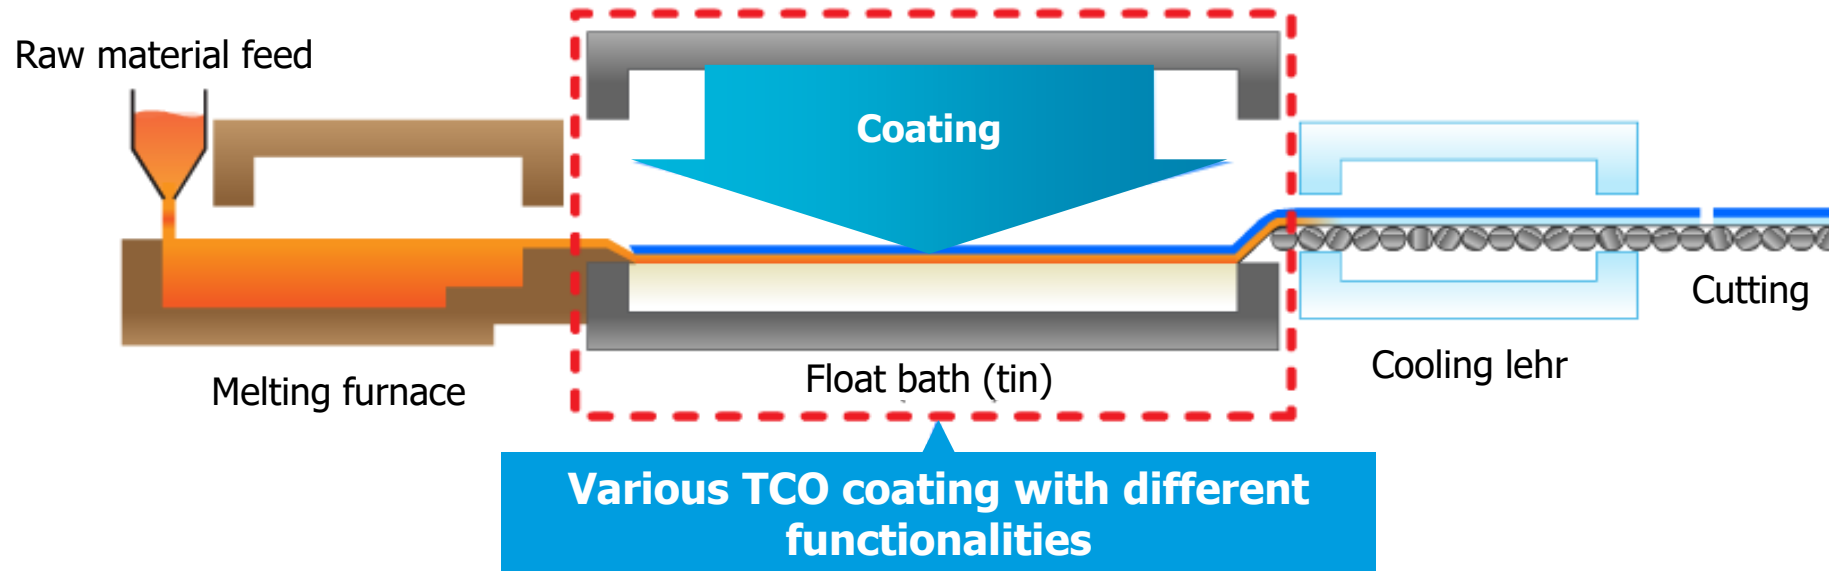 Raw material feed
Coating
Cutting
Cooling lehr
Float bath (tin)
Melting furnace
Various TCO coating with different
functionalities